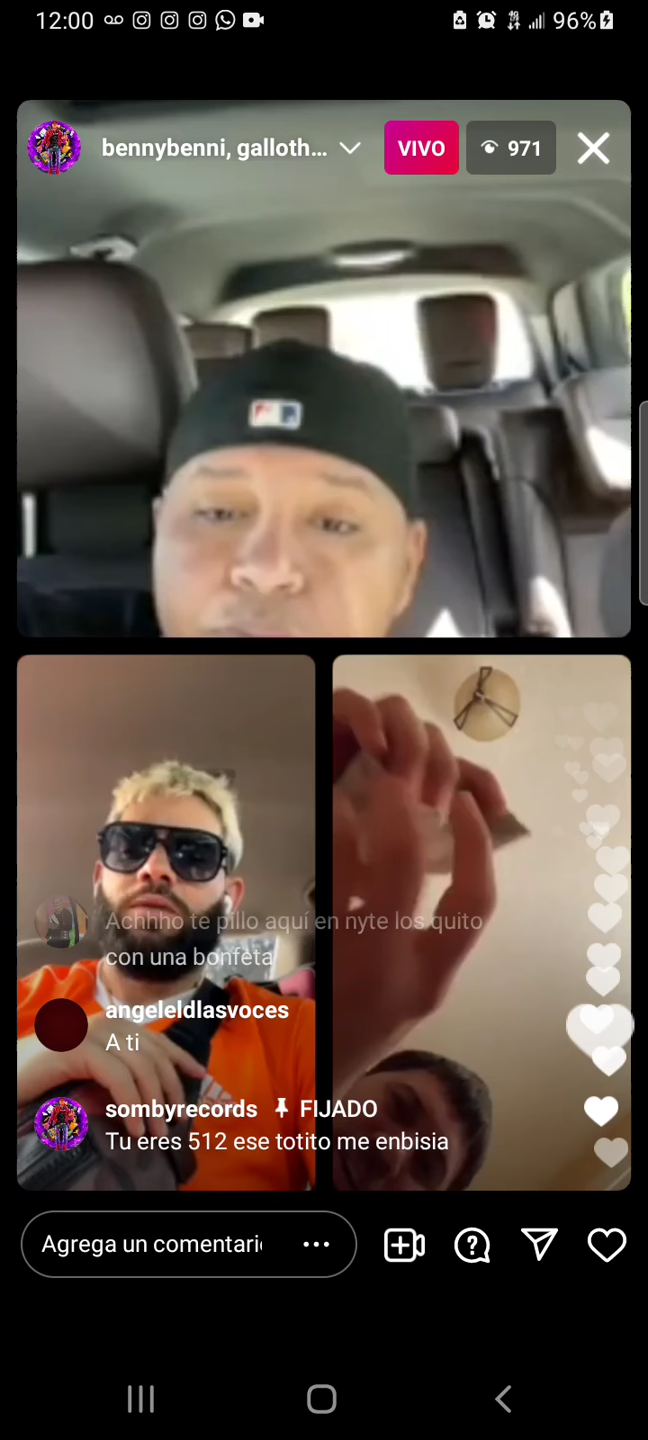 12:00
96%
bennybenni, galloth...
VIVO
971
Achhho te pillo aquí en nyte los quito
con una bonfeta
angeleldlasvoces
A ti
sombyrecords FIJADO
Tu eres 512 ese totito me enbisia
Agrega un comentari